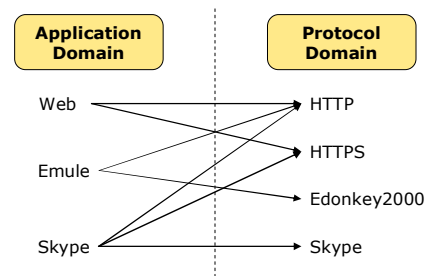 Application
Domain
Protocol
Domain
Web
HTTP
HTTPS
Emule
Edonkey2000
Skype
Skype